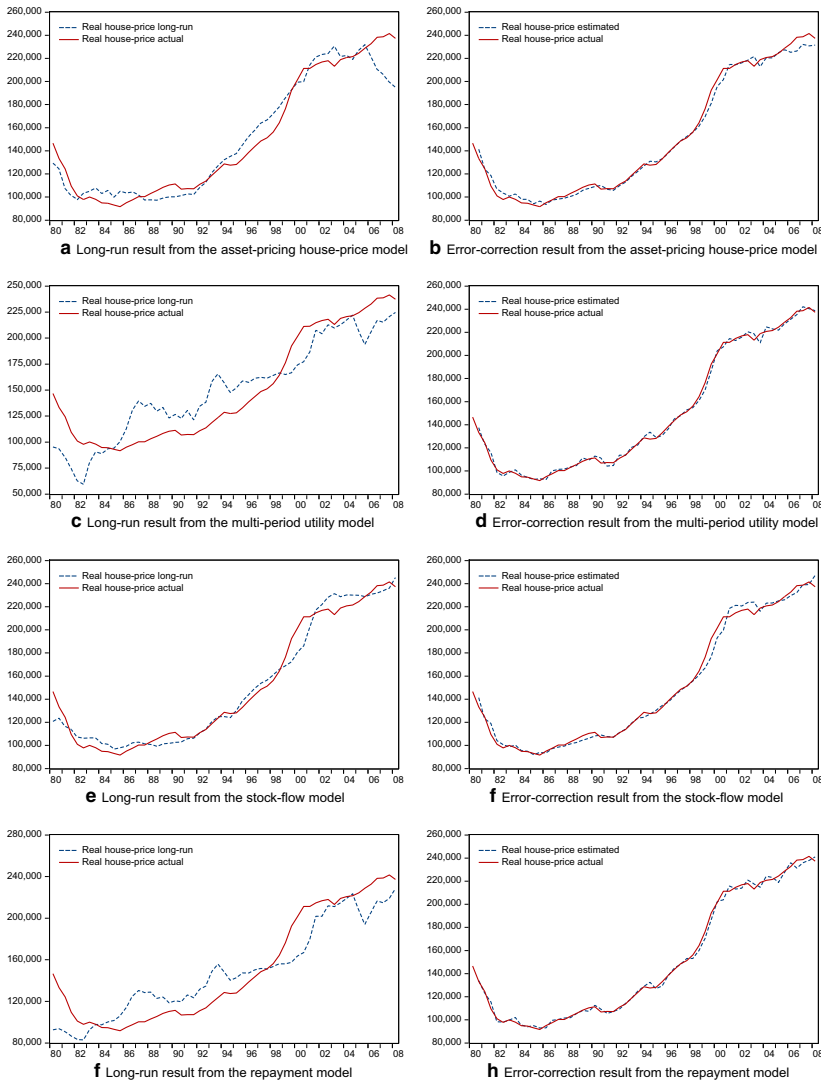 260,000
240,000
220,000
200,000
180,000
160,000
140,000
120,000
100,000
80,000
Real house-price long-run
Real house-price actual
80 82 84 86 88 90 92 94 96 98 00 02 04 06 08
a Long-run result from the asset-pricing house-price model
260,000
240,000
220,000
200,000
180,000
160,000
140,000
120,000
100,000
80,000
Real house-price estimated
Real house-price actual
80 82 84 86 88 90 92 94 96 98 00 02 04 06 08
b Error-correction result from the asset-pricing house-price model
250,000
225,000
200,000
175,000
150,000
125,000
100,000
75,000
50,000
Real house-price long-run
Real house-price actual
80 82 84 86 88 90 92 94 96 98 00 02 04 06 08
c Long-run result from the multi-period utility model
260,000
240,000
220,000
200,000
180,000
160,000
140,000
120,000
100,000
80,000
Real house-price estimated
Real house-price actual
80 82 84 86 88 90 92 94 96 98 00 02 04 06 08
d Error-correction result from the multi-period utility model
260,000
240,000
220,000
200,000
180,000
160,000
140,000
120,000
100,000
80,000
Real house-price long-run
Real house-price actual
80 82 84 86 88 90 92 94 96 98 00 02 04 06 08
e Long-run result from the stock-flow model
260,000
240,000
220,000
200,000
180,000
160,000
140,000
120,000
100,000
80,000
Real house-price estimated
Real house-price actual
80 82 84 86 88 90 92 94 96 98 00 02 04 06 08
f Error-correction result from the stock-flow model
280,000
240,000
200,000
160,000
120,000
80,000
Real house-price long-run
Real house-price actual
80 82 84 86 88 90 92 94 96 98 00 02 04 06 08
f Long-run result from the repayment model
260,000
240,000
220,000
200,000
180,000
160,000
140,000
120,000
100,000
80,000
Real house-price estimated
Real house-price actual
80 82 84 86 88 90 92 94 96 98 00 02 04 06 08
h Error-correction result from the repayment model